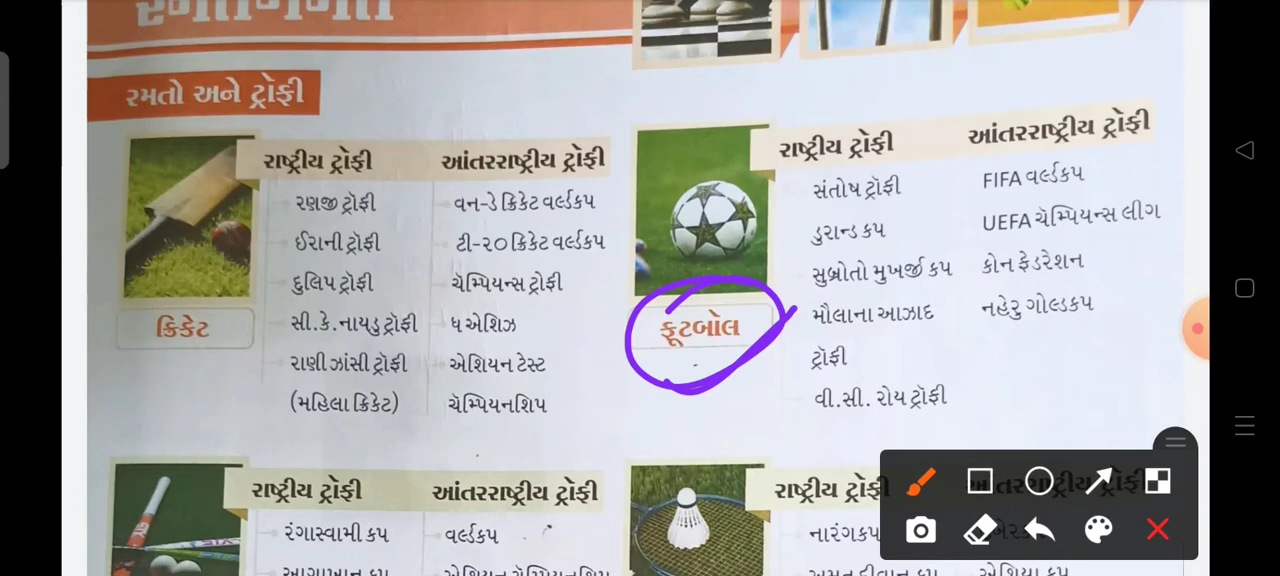 રમતો અને ટ્રૉફી
રાષ્ટ્રીય ટ્રૉફી આંતરરાષ્ટ્રીય ટ્રૉફી
રણજી ટ્રૉફી વન-ડે ક્રિકેટ વર્લ્ડકપ
ઈરાની ટ્રૉફી ટી-૨૦ ક્રિકેટ વર્લ્ડકપ
દુલિપ ટ્રૉફી ચૅમ્પિયન્સ ટ્રોફી
સી.કે.નાયડુ ટ્રૉફી ધ એશિઝ
રાણી ઝાંસી ટ્રૉફી એશિયન ટેસ્ટ
(મહિલા ક્રિકેટ) ચૅમ્પિયનશિપ
ક્રિકેટ
રાષ્ટ્રીય ટ્રૉફી આંતરરાષ્ટ્રીય ટ્રૉફી
સંતોષ ટ્રૉફી FIFA વર્લ્ડકપ
ડુરાન્ડ કપ UEFA ચૅમ્પિયન્સ લીગ
સુબ્રોતો મુખર્જી કપ કોન ફેડરેશન
મૌલાના આઝાદ નહેરુ ગોલ્ડકપ
ટ્રૉફી
વી.સી. રોય ટ્રૉફી
ફૂટબોલ
રાષ્ટ્રીય ટ્રૉફી આંતરરાષ્ટ્રીય ટ્રૉફી
રંગાસ્વામી કપ વર્લ્ડકપ
રાષ્ટ્રીય ટ્રૉફી
નારંગકપ